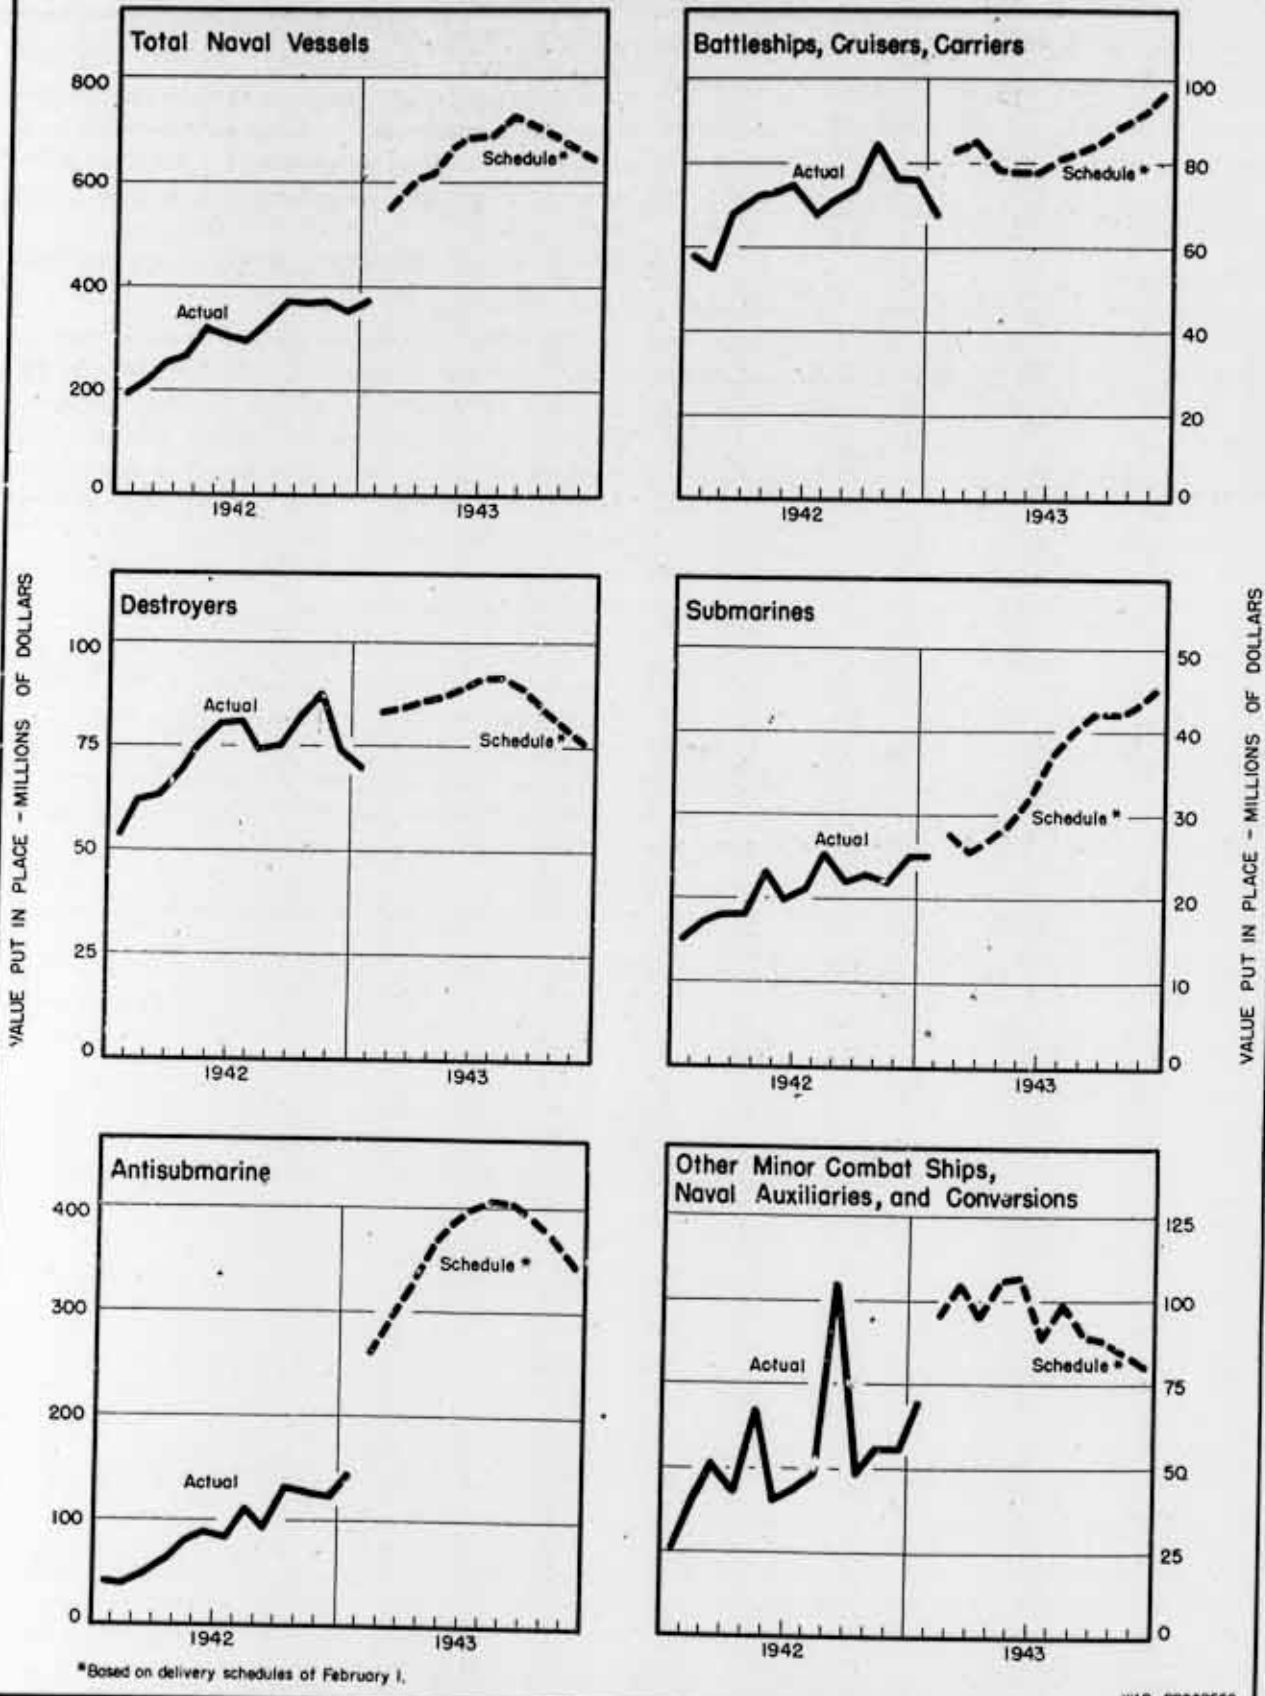 Total Naval Vessels
800
600
400
200
0
Actual
Schedule*
1942
1943
Battleships, Cruisers, Carriers
100
80
60
40
20
0
Actual
Schedule*
1942
1943
VALUE PUT IN PLACE - MILLIONS OF DOLLARS
Destroyers
100
75
50
25
0
Actual
Schedule*
1942
1943
Submarines
50
40
30
20
10
0
Actual
Schedule*
1942
1943
VALUE PUT IN PLACE - MILLIONS OF DOLLARS
Antisubmarine
400
300
200
100
0
Actual
Schedule*
1942
1943
Other Minor Combat Ships,
Naval Auxiliaries, and Conversions
125
100
75
50
25
0
Actual
Schedule*
1942
1943
*Based on delivery schedules of February 1.